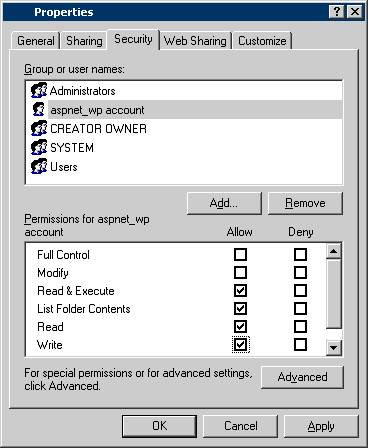 Properties
General Sharing Security Web Sharing Customize
Group or user names:
Administrators
aspnet_wp account
CREATOR OWNER
SYSTEM
Users
Add... Remove
Permissions for aspnet_wp
account Allow Deny
Full Control
Modify
Read & Execute
List Folder Contents
Read
Write
For special permissions or for advanced settings,
click Advanced. Advanced
OK Cancel Apply